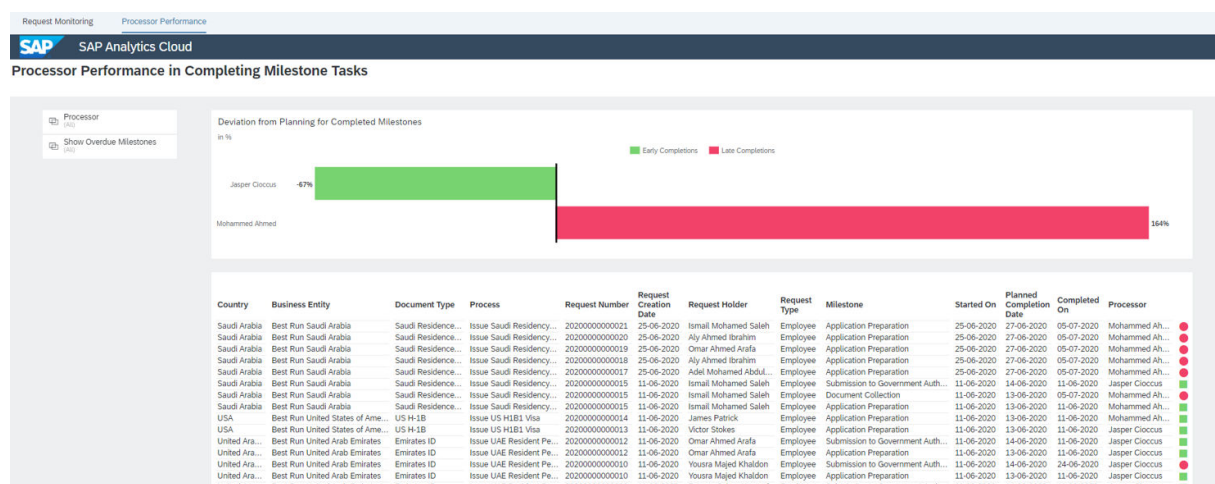 Request Monitoring Processor Performance
SAP SAP Analytics Cloud
Processor Performance in Completing Milestone Tasks
Processor
(All)
Show Overdue Milestones
(All)
Deviation from Planning for Completed Milestones
in %
Early Completions Late Completions
Jasper Cioccus -67%
Mohammed Ahmed 164%
Country Business Entity Document Type Process Request Number Request Creation Date Request Holder Request Type Milestone Started On Planned Completion Date Completed On Processor
Saudi Arabia Best Run Saudi Arabia Saudi Residence... Issue Saudi Residency... 20200000000021 25-06-2020 Ismail Mohamed Saleh Employee Application Preparation 25-06-2020 27-06-2020 05-07-2020 Mohammed Ah...
Saudi Arabia Best Run Saudi Arabia Saudi Residence... Issue Saudi Residency... 20200000000020 25-06-2020 Aly Ahmed Ibrahim Employee Application Preparation 25-06-2020 27-06-2020 05-07-2020 Mohammed Ah...
Saudi Arabia Best Run Saudi Arabia Saudi Residence... Issue Saudi Residency... 20200000000019 25-06-2020 Omar Ahmed Arafa Employee Application Preparation 25-06-2020 27-06-2020 05-07-2020 Mohammed Ah...
Saudi Arabia Best Run Saudi Arabia Saudi Residence... Issue Saudi Residency... 20200000000018 25-06-2020 Aly Ahmed Ibrahim Employee Application Preparation 25-06-2020 27-06-2020 05-07-2020 Mohammed Ah...
Saudi Arabia Best Run Saudi Arabia Saudi Residence... Issue Saudi Residency... 20200000000017 25-06-2020 Adel Mohamed Abdul... Employee Application Preparation 25-06-2020 27-06-2020 05-07-2020 Mohammed Ah...
Saudi Arabia Best Run Saudi Arabia Saudi Residence... Issue Saudi Residency... 20200000000015 11-06-2020 Ismail Mohamed Saleh Employee Submission to Government Auth... 11-06-2020 14-06-2020 11-06-2020 Jasper Cioccus
Saudi Arabia Best Run Saudi Arabia Saudi Residence... Issue Saudi Residency... 20200000000015 11-06-2020 Ismail Mohamed Saleh Employee Document Collection 11-06-2020 13-06-2020 05-07-2020 Mohammed Ah...
Saudi Arabia Best Run Saudi Arabia Saudi Residence... Issue Saudi Residency... 20200000000015 11-06-2020 Ismail Mohamed Saleh Employee Application Preparation 11-06-2020 13-06-2020 11-06-2020 Mohammed Ah...
USA Best Run United States of Ame... US H-1B Issue US H1B1 Visa 20200000000014 11-06-2020 James Patrick Employee Application Preparation 11-06-2020 13-06-2020 11-06-2020 Mohammed Ah...
USA Best Run United States of Ame... US H-1B Issue US H1B1 Visa 20200000000013 11-06-2020 Victor Stokes Employee Application Preparation 11-06-2020 13-06-2020 11-06-2020 Jasper Cioccus
United Ara... Best Run United Arab Emirates Emirates ID Issue UAE Resident Pe... 20200000000012 11-06-2020 Omar Ahmed Arafa Employee Submission to Government Auth... 11-06-2020 14-06-2020 11-06-2020 Jasper Cioccus
United Ara... Best Run United Arab Emirates Emirates ID Issue UAE Resident Pe... 20200000000012 11-06-2020 Omar Ahmed Arafa Employee Application Preparation 11-06-2020 13-06-2020 11-06-2020 Jasper Cioccus
United Ara... Best Run United Arab Emirates Emirates ID Issue UAE Resident Pe... 20200000000010 11-06-2020 Yousra Majed Khaldon Employee Submission to Government Auth... 11-06-2020 14-06-2020 24-06-2020 Jasper Cioccus
United Ara... Best Run United Arab Emirates Emirates ID Issue UAE Resident Pe... 20200000000010 11-06-2020 Yousra Majed Khaldon Employee Application Preparation 11-06-2020 13-06-2020 11-06-2020 Jasper Cioccus